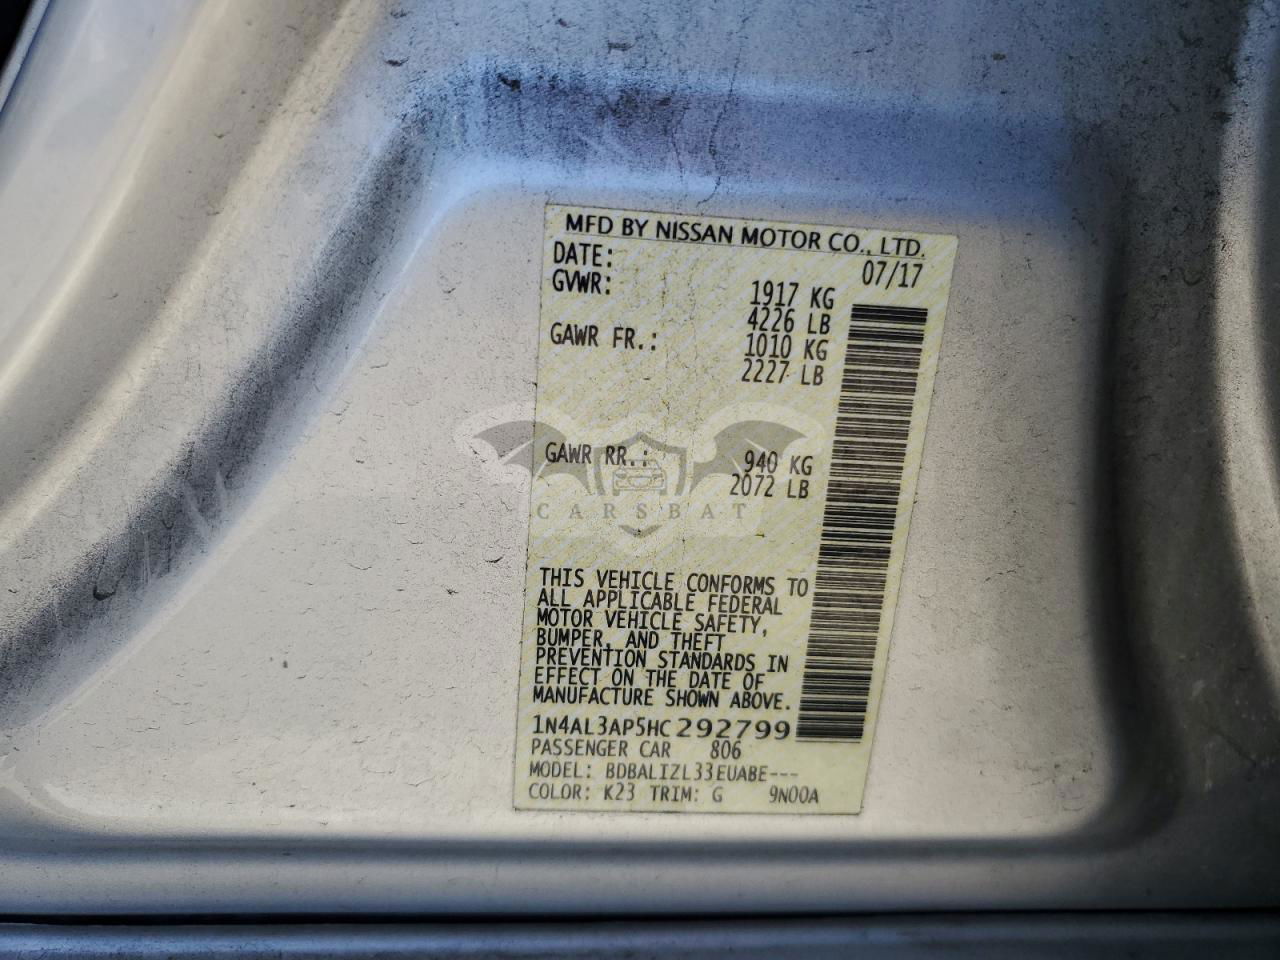 MFD BY NISSAN MOTOR CO., LTD.
DATE: 07/17
GVWR: 1917 KG
4226 LB
GAWR FR.: 1010 KG
2227 LB
GAWR RR.: 940 KG
2072 LB
CARSBAT
THIS VEHICLE CONFORMS TO
ALL APPLICABLE FEDERAL
MOTOR VEHICLE SAFETY,
BUMPER, AND THEFT
PREVENTION STANDARDS IN
EFFECT ON THE DATE OF
MANUFACTURE SHOWN ABOVE.
1N4AL3AP5HC292799
PASSENGER CAR 806
MODEL: BDBALIZL33EUABE---
COLOR: K23 TRIM: G 9N00A